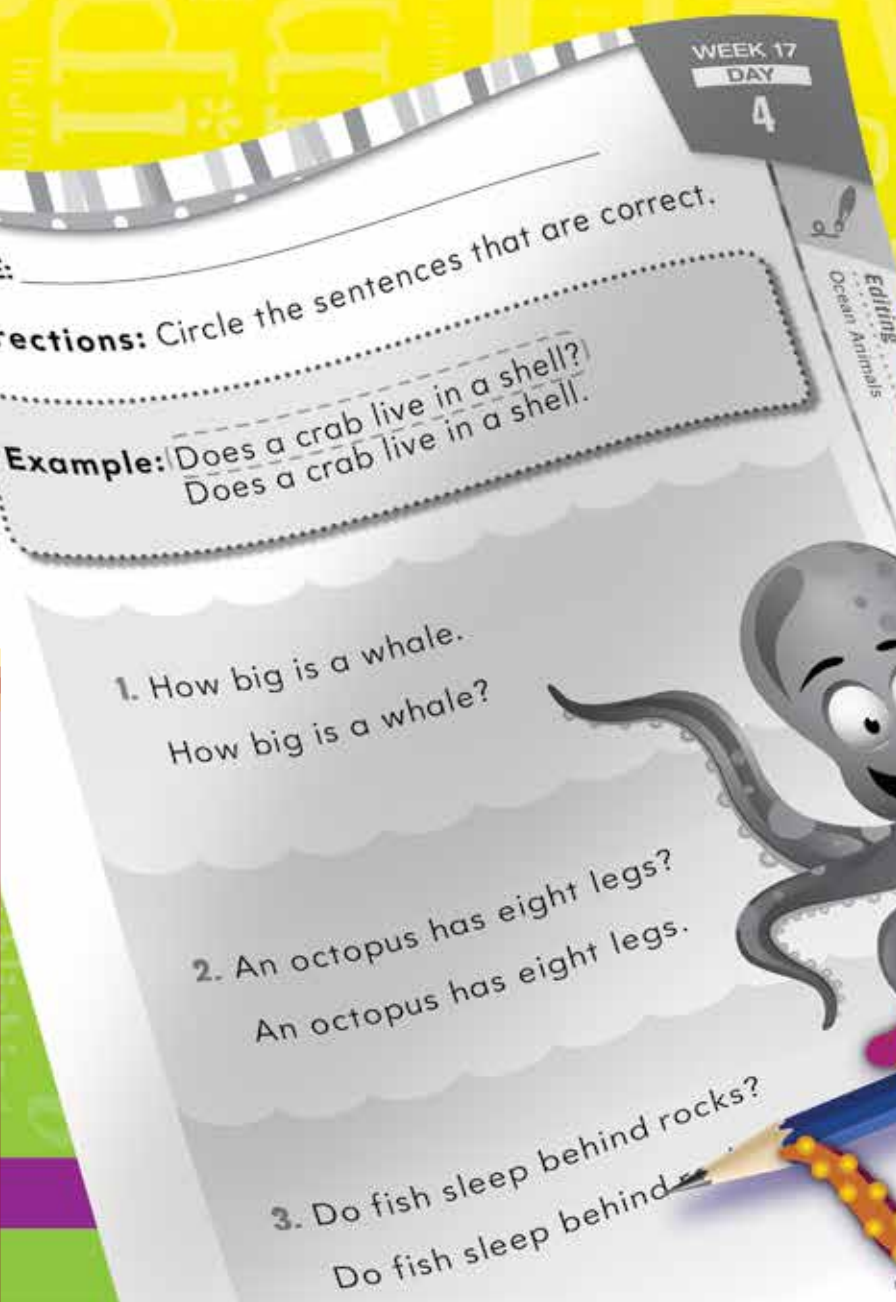 WEEK 17
DAY
4
Editing
Ocean Animals
ections: Circle the sentences that are correct.
Example: Does a crab live in a shell?
Does a crab live in a shell.
1. How big is a whale.
How big is a whale?
2. An octopus has eight legs?
An octopus has eight legs.
3. Do fish sleep behind rocks?
Do fish sleep behind